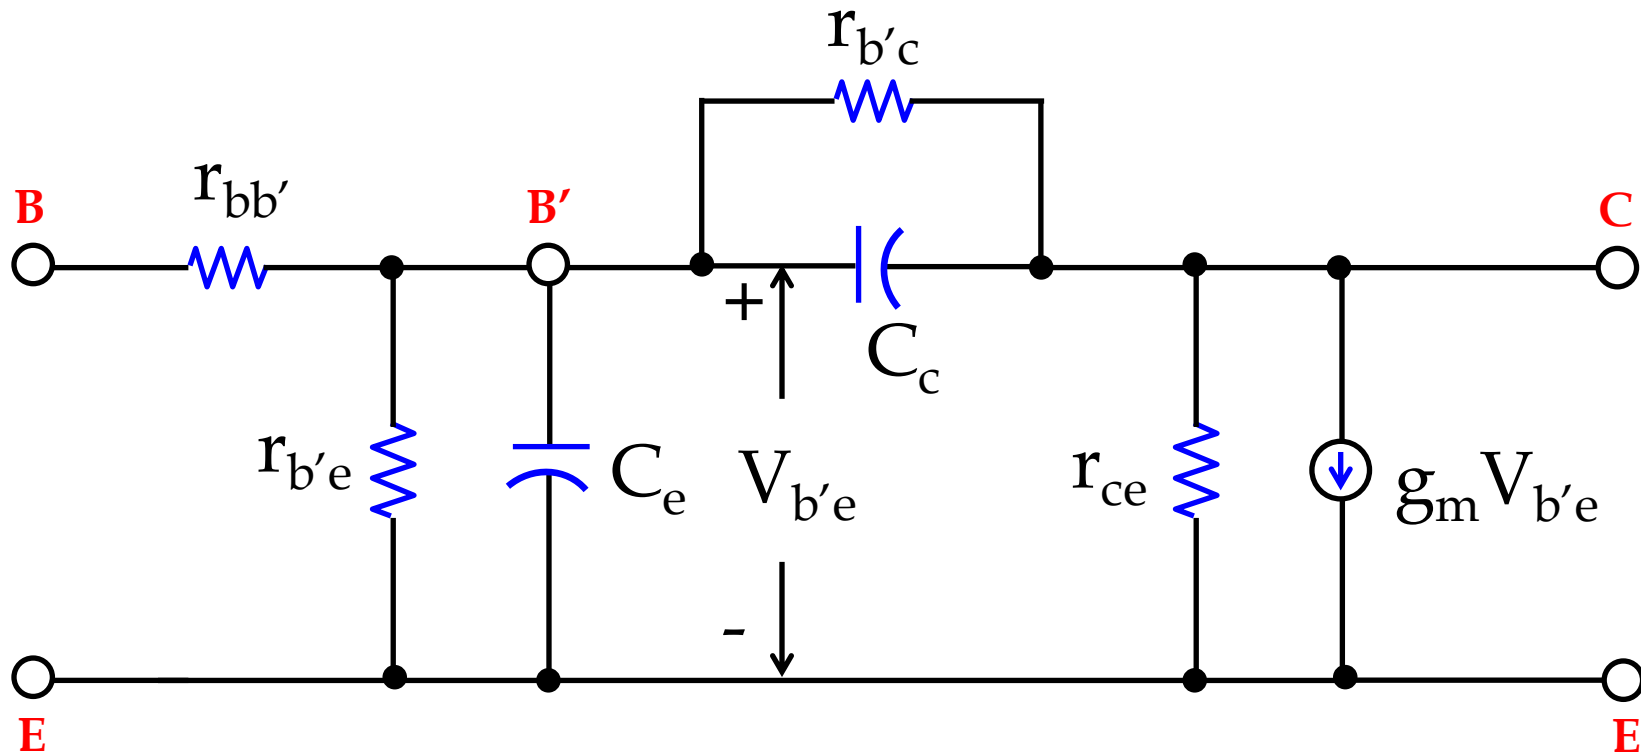 r_b'c
r_bb'
B
B'
C
+
C_c
r_b'e
C_e
V_b'e
r_ce
g_mV_b'e
-
E
E